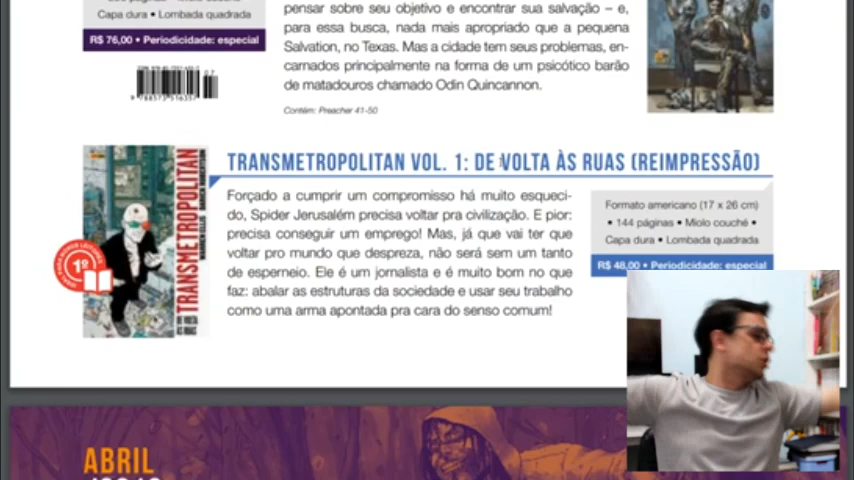 Capa dura • Lombada quadrada
R$ 76,00 • Periodicidade: especial
pensar sobre seu objetivo e encontrar sua salvação – e,
para essa busca, nada mais apropriado que a pequena
Salvation, no Texas. Mas a cidade tem seus problemas, en-
carnados principalmente na forma de um psicótico barão
de matadouros chamado Odin Quincannon.
Contém: Preacher 41-50
TRANSMETROPOLITAN
WARREN ELLIS DARICK ROBERTSON
1º
TRANSMETROPOLITAN VOL. 1: DE VOLTA ÀS RUAS (REIMPRESSÃO)
Forçado a cumprir um compromisso há muito esqueci-
do, Spider Jerusalém precisa voltar pra civilização. E pior:
precisa conseguir um emprego! Mas, já que vai ter que
voltar pro mundo que despreza, não será sem um tanto
de esperneio. Ele é um jornalista e é muito bom no que
faz: abalar as estruturas da sociedade e usar seu trabalho
como uma arma apontada pra cara do senso comum!
Formato americano (17 x 26 cm)
• 144 páginas • Miolo couché •
Capa dura • Lombada quadrada
R$ 48,00 • Periodicidade: especial
ABRIL